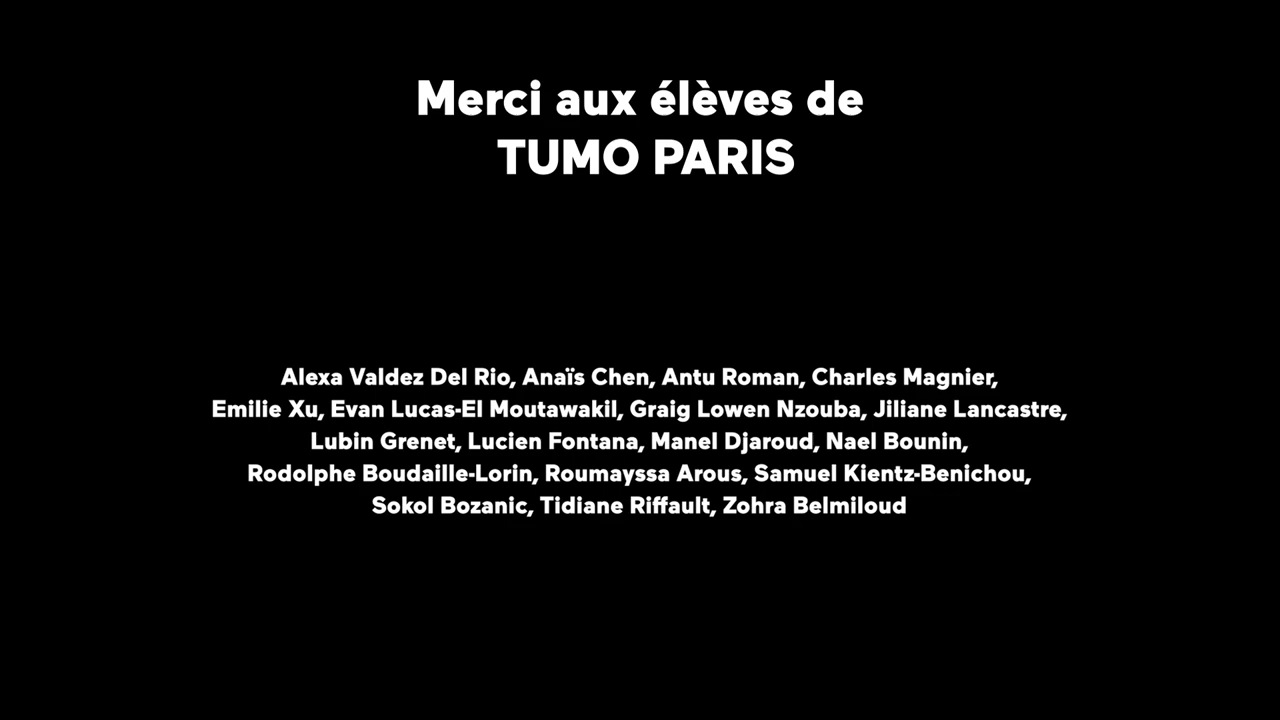 Merci aux élèves de
TUMO PARIS
Alexa Valdez Del Rio, Anaïs Chen, Antu Roman, Charles Magnier,
Emilie Xu, Evan Lucas-El Moutawakil, Graig Lowen Nzouba, Jiliane Lancastre,
Lubin Grenet, Lucien Fontana, Manel Djaroud, Nael Bounin,
Rodolphe Boudaille-Lorin, Roumayssa Arous, Samuel Kientz-Benichou,
Sokol Bozanic, Tidiane Riffault, Zohra Belmiloud